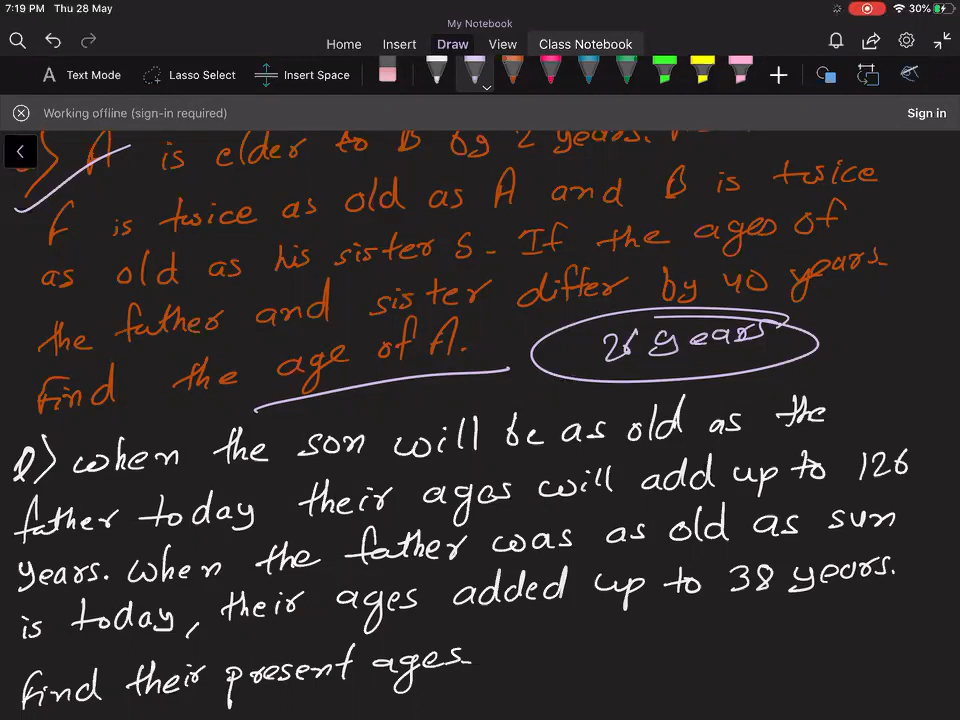 7:19 PM Thu 28 May
30%
My Notebook
Home Insert Draw View Class Notebook
Text Mode Lasso Select Insert Space
Working offline (sign-in required) Sign in
A is elder to B by 2 years.
F is twice as old as A and B is twice
as old as his sister S. If the ages of
the father and sister differ by 40 years.
Find the age of A.
26 years
Q) When the son will be as old as the
father today their ages will add up to 126
years. When the father was as old as sun
is today, their ages added up to 38 years.
Find their present ages.